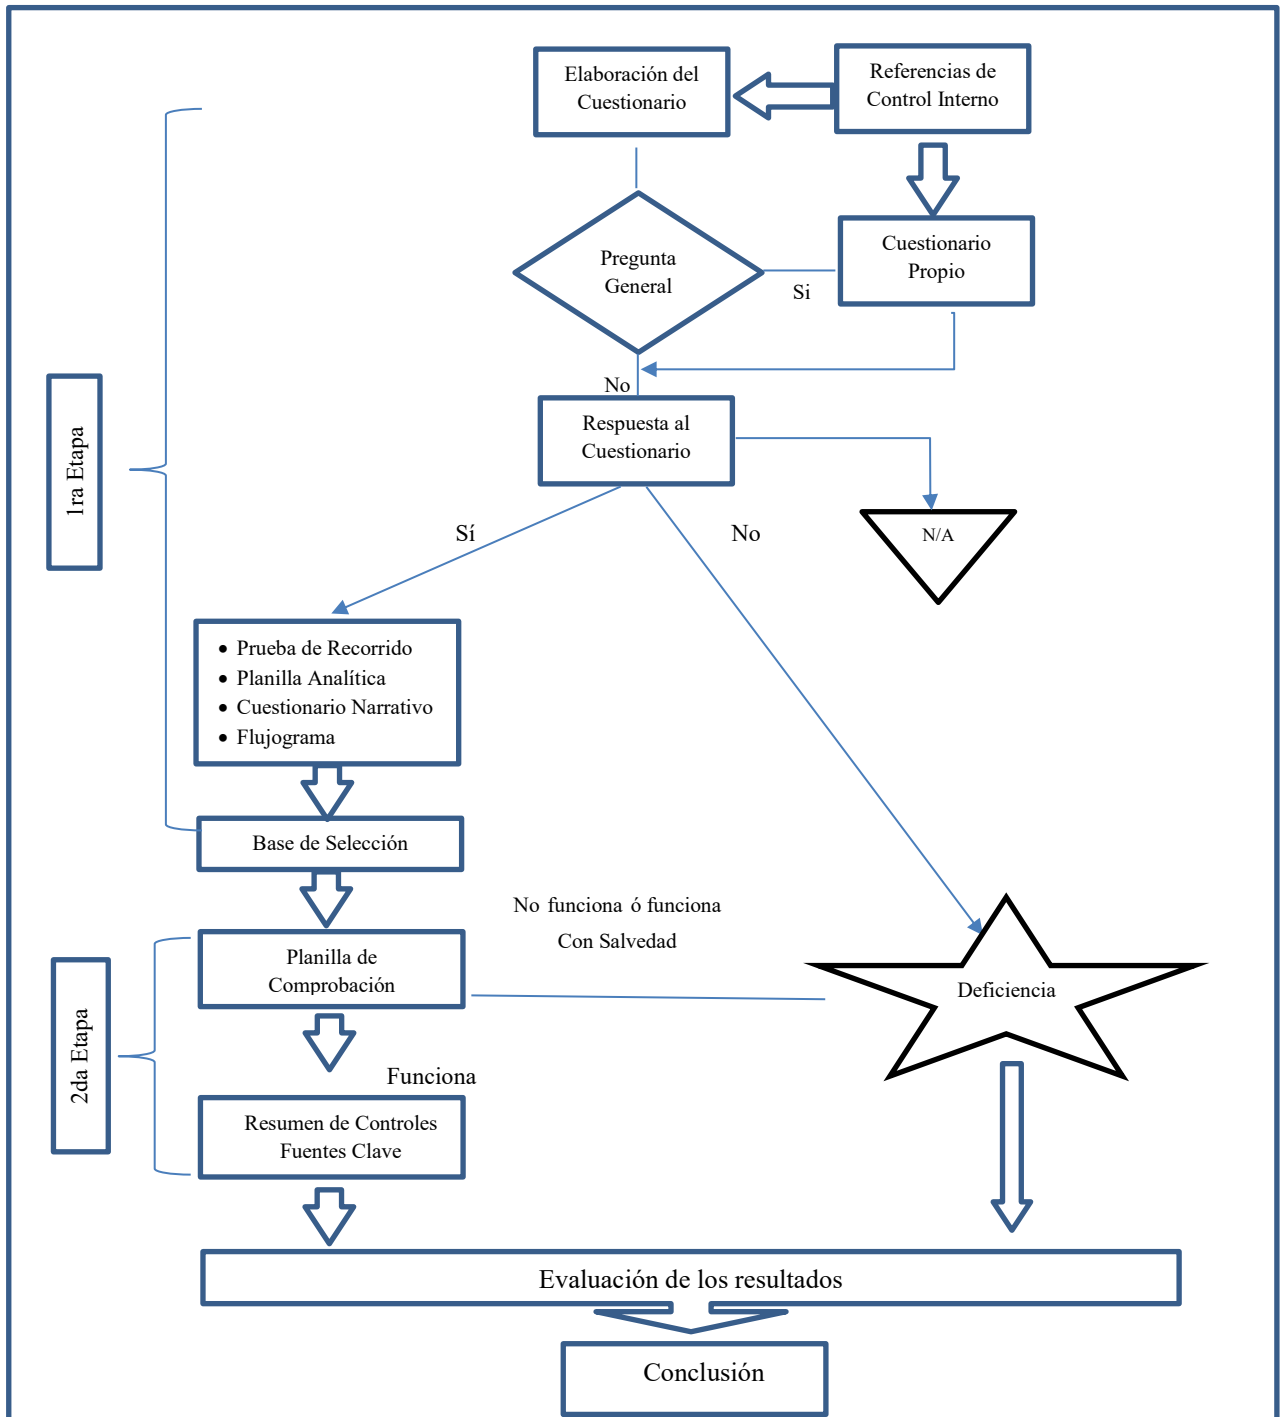 Elaboración del
Cuestionario
Referencias de
Control Interno
Pregunta
General
Si
Cuestionario
Propio
No
Respuesta al
Cuestionario
1ra Etapa
Sí
No
N/A
• Prueba de Recorrido
• Planilla Analítica
• Cuestionario Narrativo
• Flujograma
Base de Selección
No funciona ó funciona
Con Salvedad
Planilla de
Comprobación
Deficiencia
2da Etapa
Funciona
Resumen de Controles
Fuentes Clave
Evaluación de los resultados
Conclusión